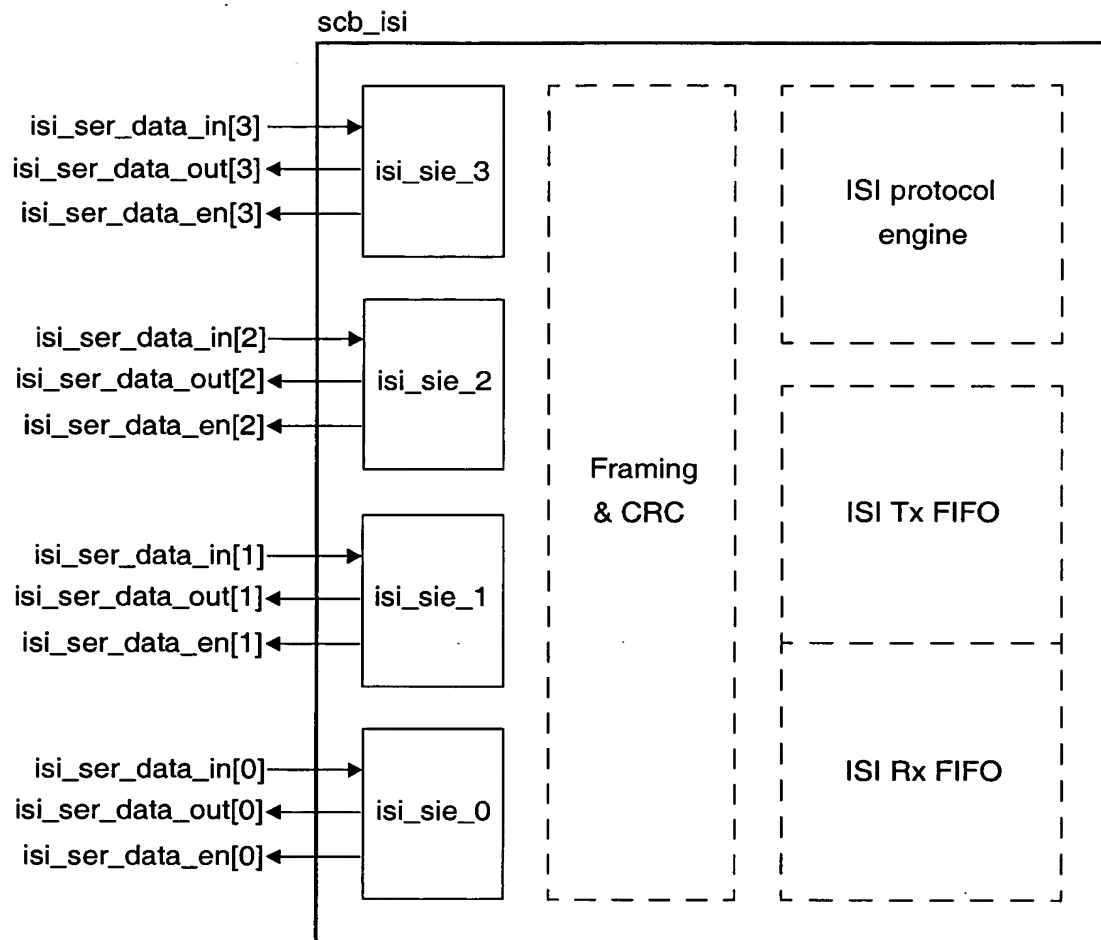 scb_isi
isi_ser_data_in[3]
isi_ser_data_out[3]
isi_ser_data_en[3]
isi_sie_3
isi_ser_data_in[2]
isi_ser_data_out[2]
isi_ser_data_en[2]
isi_sie_2
isi_ser_data_in[1]
isi_ser_data_out[1]
isi_ser_data_en[1]
isi_sie_1
isi_ser_data_in[0]
isi_ser_data_out[0]
isi_ser_data_en[0]
isi_sie_0
Framing
& CRC
ISI protocol
engine
ISI Tx FIFO
ISI Rx FIFO